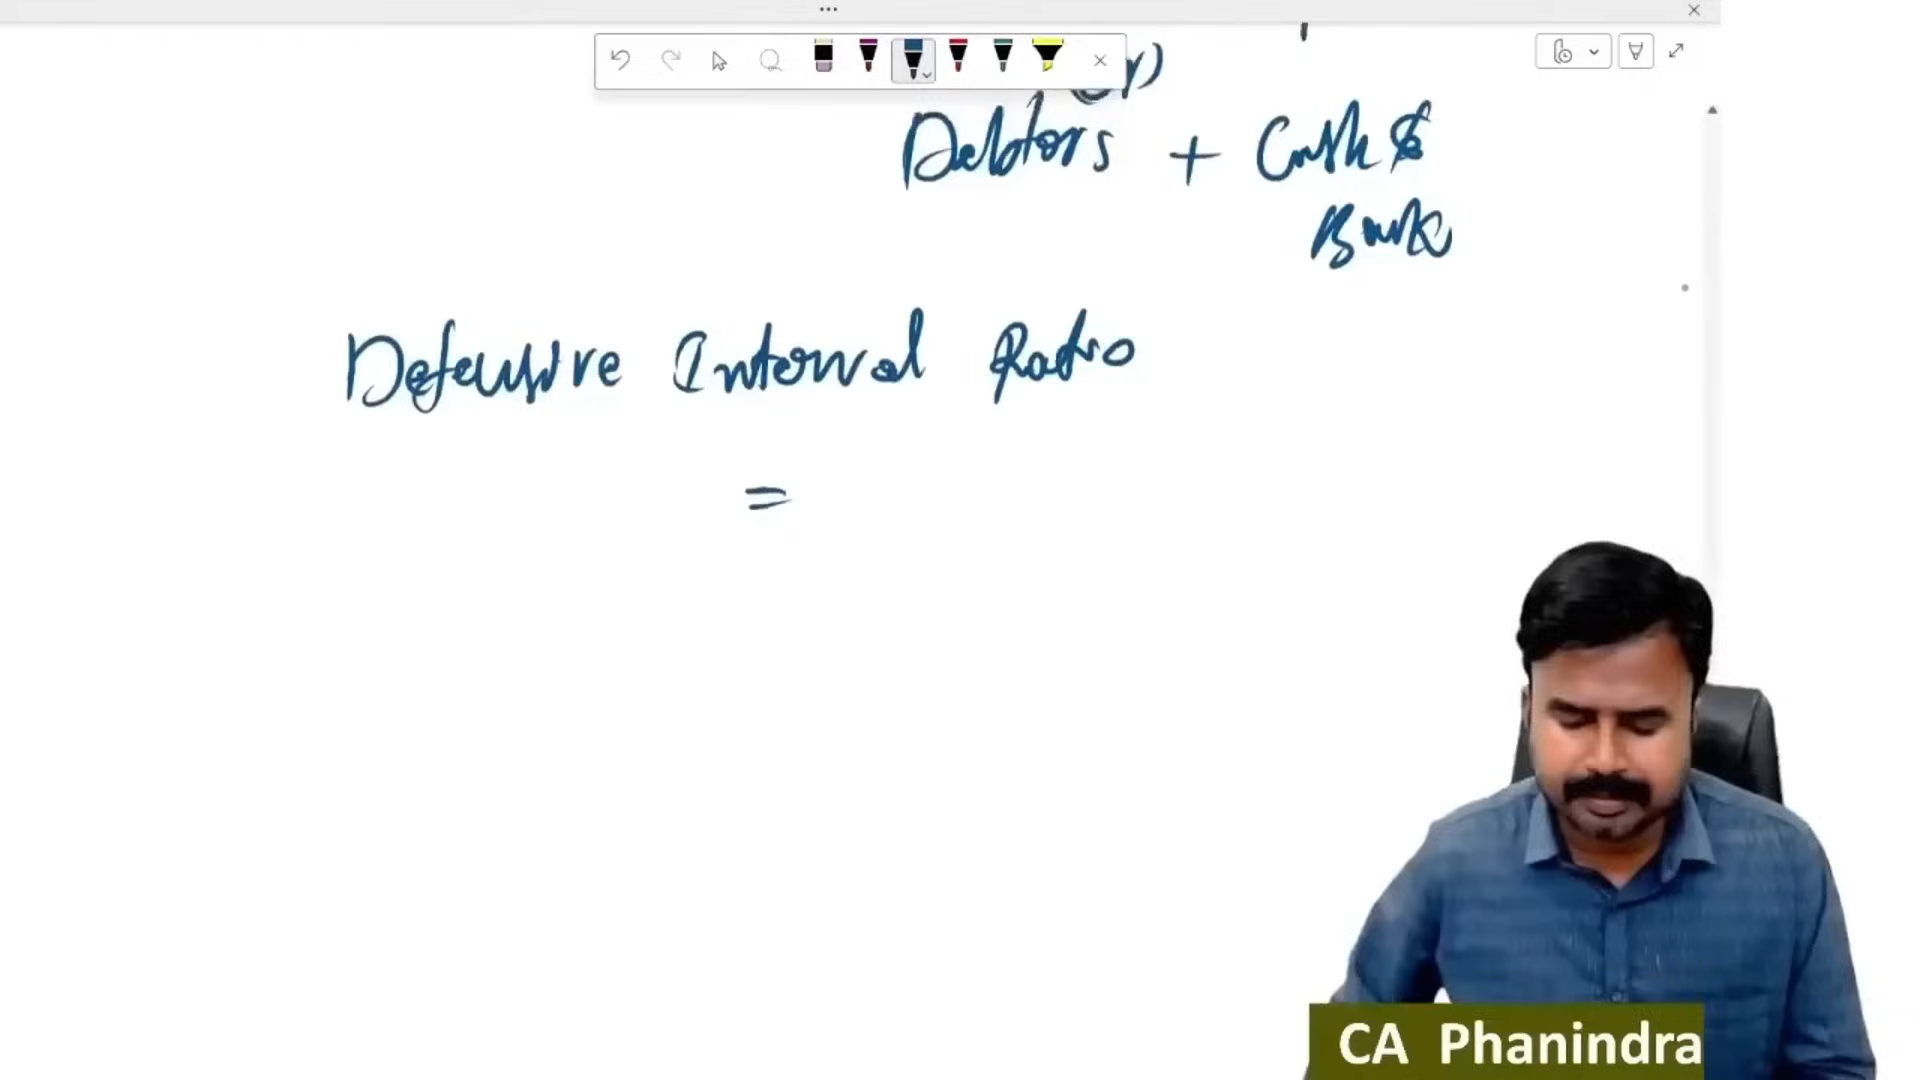 Debtors + Cash &
Bank
Defensive Interval Ratio
=
CA Phanindra